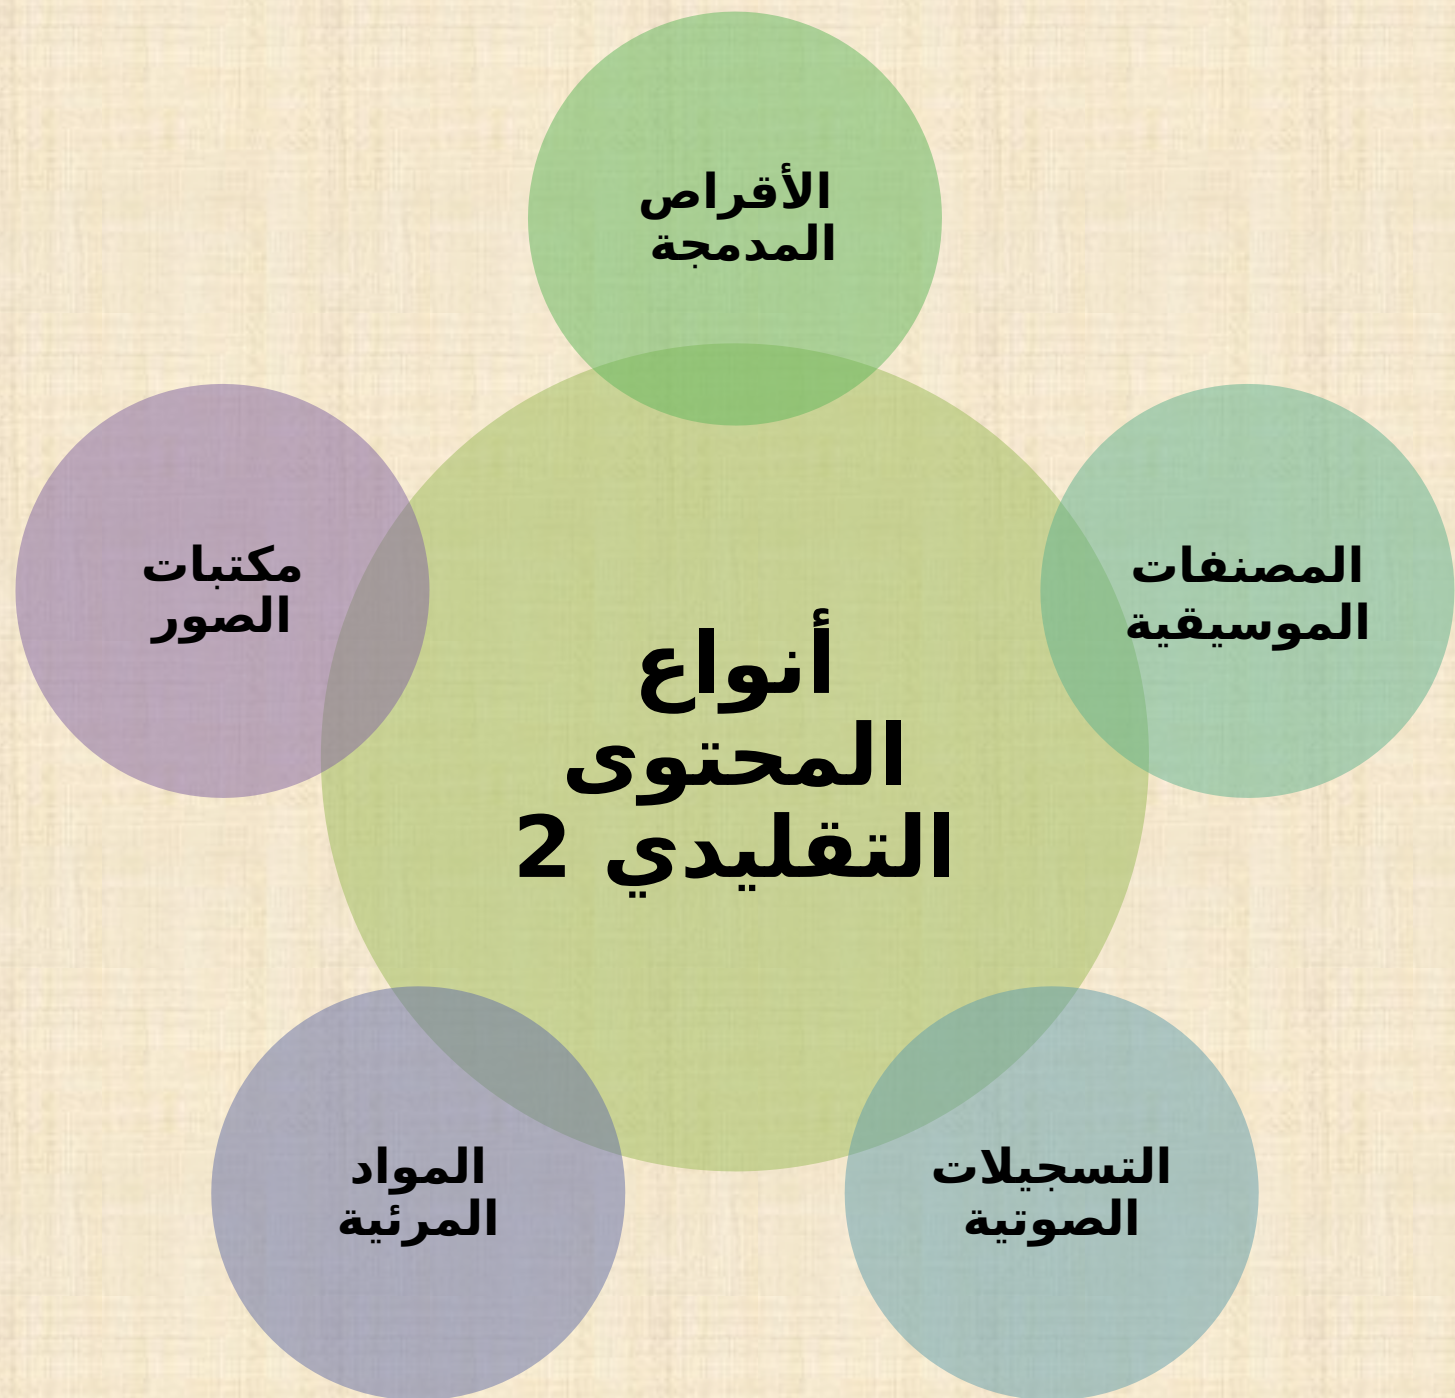 الأقراص
المدمجة
المصنفات
الموسيقية
مكتبات
الصور
أنواع
المحتوى
التقليدي 2
التسجيلات
الصوتية
المواد
المرئية